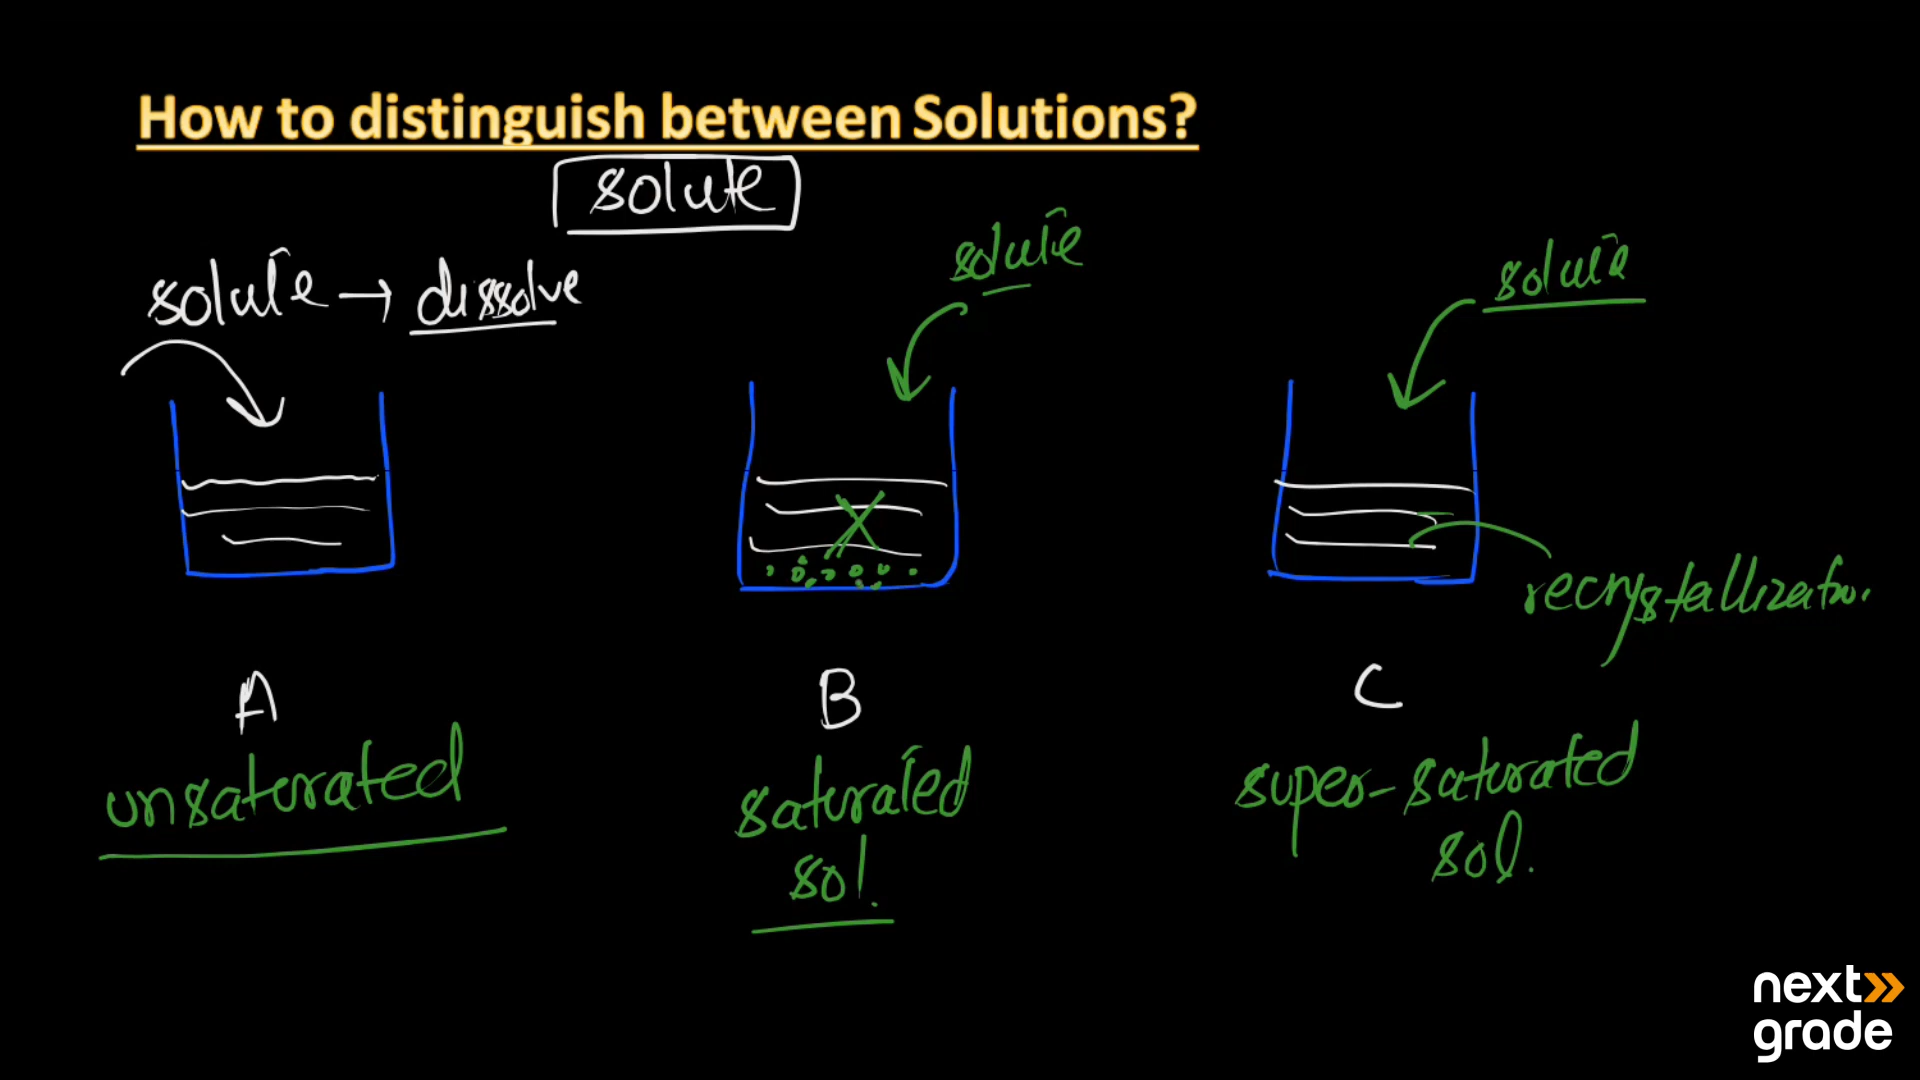 How to distinguish between Solutions?
solute
solute → dissolve
solute
solute
recrystallization
A
B
C
unsaturated
saturated
sol.
super-saturated
sol.
next
grade